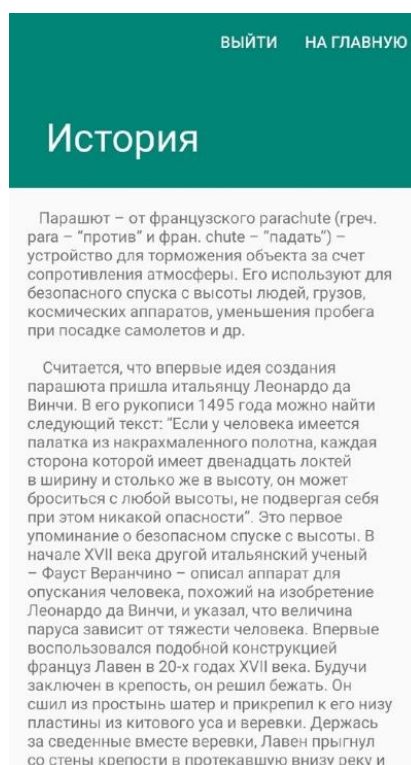 ВЫЙТИ НА ГЛАВНУЮ
История
Парашют – от французского parachute (греч.
para – "против" и фран. chute – "падать") –
устройство для торможения объекта за счет
сопротивления атмосферы. Его используют для
безопасного спуска с высоты людей, грузов,
космических аппаратов, уменьшения пробега
при посадке самолетов и др.
Считается, что впервые идея создания
парашюта пришла итальянцу Леонардо да
Винчи. В его рукописи 1495 года можно найти
следующий текст: "Если у человека имеется
палатка из накрахмаленного полотна, каждая
сторона которой имеет двенадцать локтей
в ширину и столько же в высоту, он может
броситься с любой высоты, не подвергая себя
при этом никакой опасности". Это первое
упоминание о безопасном спуске с высоты. В
начале XVII века другой итальянский ученый
– Фауст Веранчино – описал аппарат для
опускания человека, похожий на изобретение
Леонардо да Винчи, и указал, что величина
паруса зависит от тяжести человека. Впервые
воспользовался подобной конструкцией
француз Лавен в 20-х годах XVII века. Будучи
заключен в крепость, он решил бежать. Он
сшил из простынь шатер и прикрепил к его низу
пластины из китового уса и веревки. Держась
за сведенные вместе веревки, Лавен прыгнул
со стены крепости в протекавшую внизу реку и